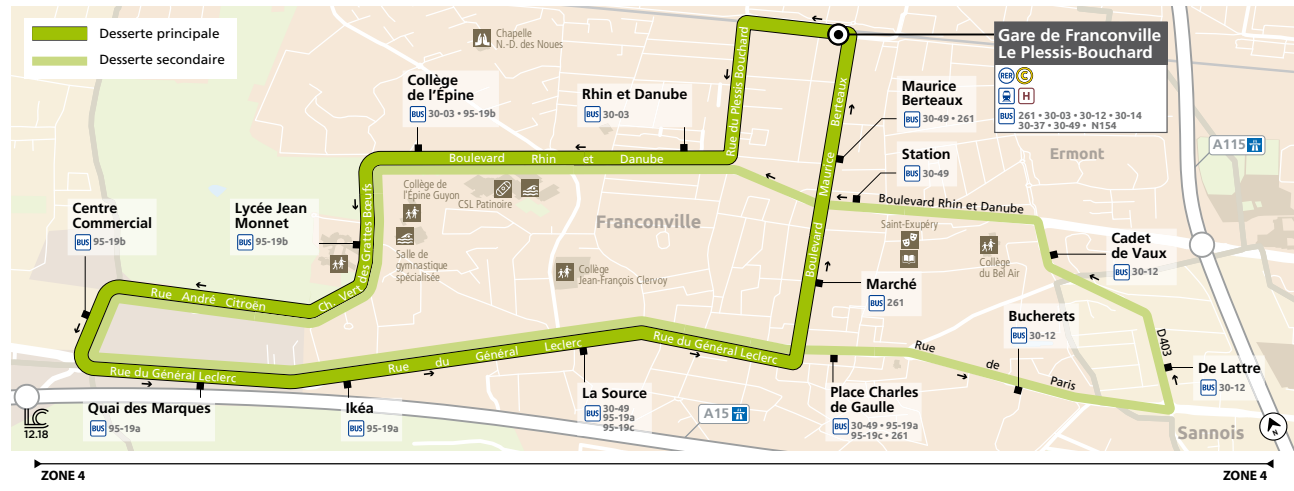 Desserte principale
Desserte secondaire
Chapelle
N.-D. des Noues
Collège
de l'Épine
BUS 30-03 • 95-19b
Rhin et Danube
BUS 30-03
Rue du Plessis Bouchard
Maurice
Berteaux
BUS 30-49 • 261
Gare de Franconville
Le Plessis-Bouchard
RER C
H
BUS 261 • 30-03 • 30-12 • 30-14
30-37 • 30-49 • N154
Station
BUS 30-49
Ermont
A115
Boulevard Rhin et Danube
Boulevard Maurice Berteaux
Boulevard Rhin et Danube
Centre
Commercial
BUS 95-19b
Lycée Jean
Monnet
BUS 95-19b
Ch. Vert des Grattes Bœufs
Collège de
l'Épine Guyon
CSL Patinoire
Salle de
gymnastique
spécialisée
Franconville
Saint-Exupéry
Collège
du Bel Air
Cadet
de Vaux
BUS 30-12
Collège
Jean-François Clervoy
Marché
BUS 261
Rue André Citroën
Bucherets
BUS 30-12
D403
Rue du Général Leclerc
Rue du Général Leclerc
Rue du Général Leclerc
Rue de Paris
De Lattre
BUS 30-12
Quai des Marques
BUS 95-19a
Ikéa
BUS 95-19a
La Source
BUS 30-49
95-19a
95-19c
A15
Place Charles
de Gaulle
BUS 30-49 • 95-19a
95-19c • 261
Sannois
N
LC
12.18
ZONE 4
ZONE 4